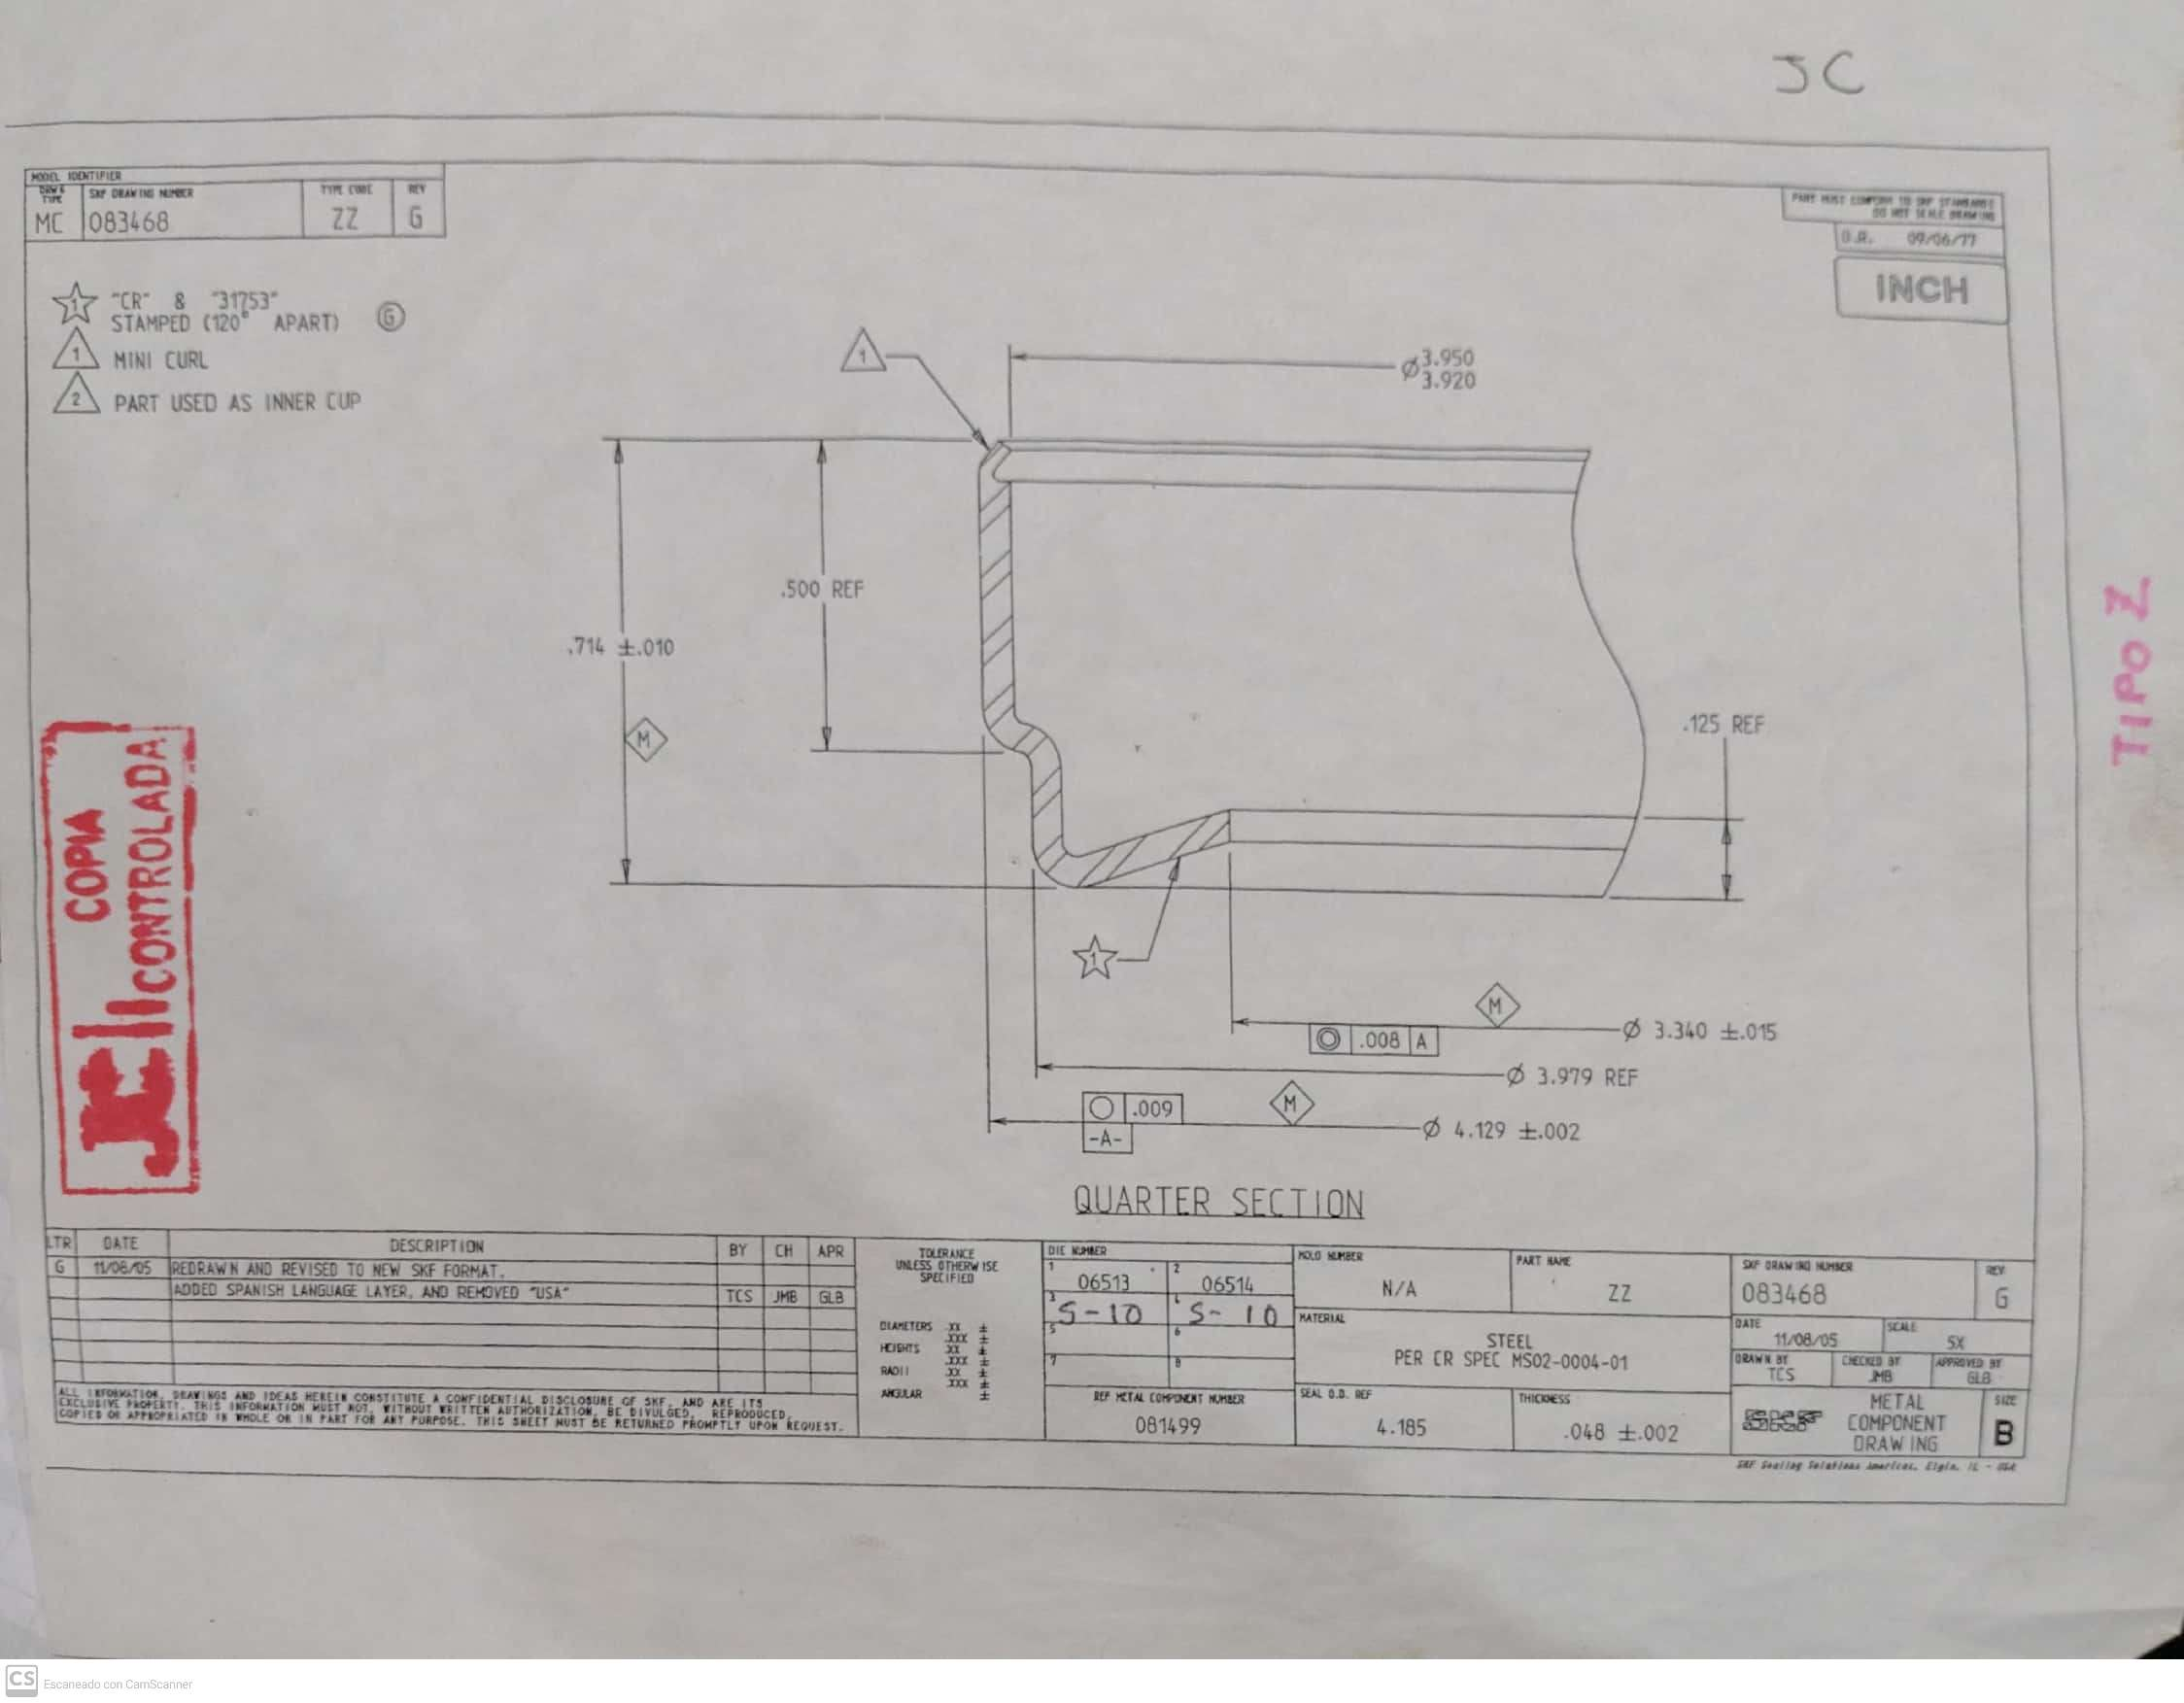 JC
MODEL IDENTIFIER
DRWG TYPE
SKF DRAWING NUMBER
TYPE CODE
REV
MC
083468
ZZ
G
PART MUST CONFORM TO SKF STANDARDS
DO NOT SCALE DRAWING
O.R. 09/06/77
INCH
1 "CR" & "31753"
STAMPED (120° APART) G
1 MINI CURL
2 PART USED AS INNER CUP
1
Ø3.950
3.920
.500 REF
.714 ±.010
M
.125 REF
TIPO Z
COPIA
CONTROLADA
1
M
◎ .008 A
Ø 3.340 ±.015
Ø 3.979 REF
○ .009
-A-
M
Ø 4.129 ±.002
QUARTER SECTION
LTR DATE DESCRIPTION BY CH APR
G 11/08/05 REDRAWN AND REVISED TO NEW SKF FORMAT.
ADDED SPANISH LANGUAGE LAYER, AND REMOVED "USA" TCS JMB GLB
ALL INFORMATION, DRAWINGS AND IDEAS HEREIN CONSTITUTE A CONFIDENTIAL DISCLOSURE OF SKF, AND ARE ITS
EXCLUSIVE PROPERTY. THIS INFORMATION MUST NOT, WITHOUT WRITTEN AUTHORIZATION, BE DIVULGED, REPRODUCED,
COPIED OR APPROPRIATED IN WHOLE OR IN PART FOR ANY PURPOSE. THIS SHEET MUST BE RETURNED PROMPTLY UPON REQUEST.
TOLERANCE
UNLESS OTHERWISE
SPECIFIED
DIAMETERS .XX ±
.XXX ±
HEIGHTS .XX ±
.XXX ±
RADII .XX ±
.XXX ±
ANGULAR ±
DIE NUMBER
1 06513 2 06514
3 S-10 4 S-10
5 6
7 8
REF METAL COMPONENT NUMBER
081499
MOLD NUMBER
N/A
PART NAME
ZZ
MATERIAL
STEEL
PER CR SPEC MS02-0004-01
SEAL O.D. REF
4.185
THICKNESS
.048 ±.002
SKF DRAWING NUMBER
083468
REV
G
DATE
11/08/05
SCALE
5X
DRAWN BY
TCS
CHECKED BY
JMB
APPROVED BY
GLB
SKF
METAL
COMPONENT
DRAWING
SIZE
B
SKF Sealing Solutions Americas, Elgin, IL - USA
CS Escaneado con CamScanner